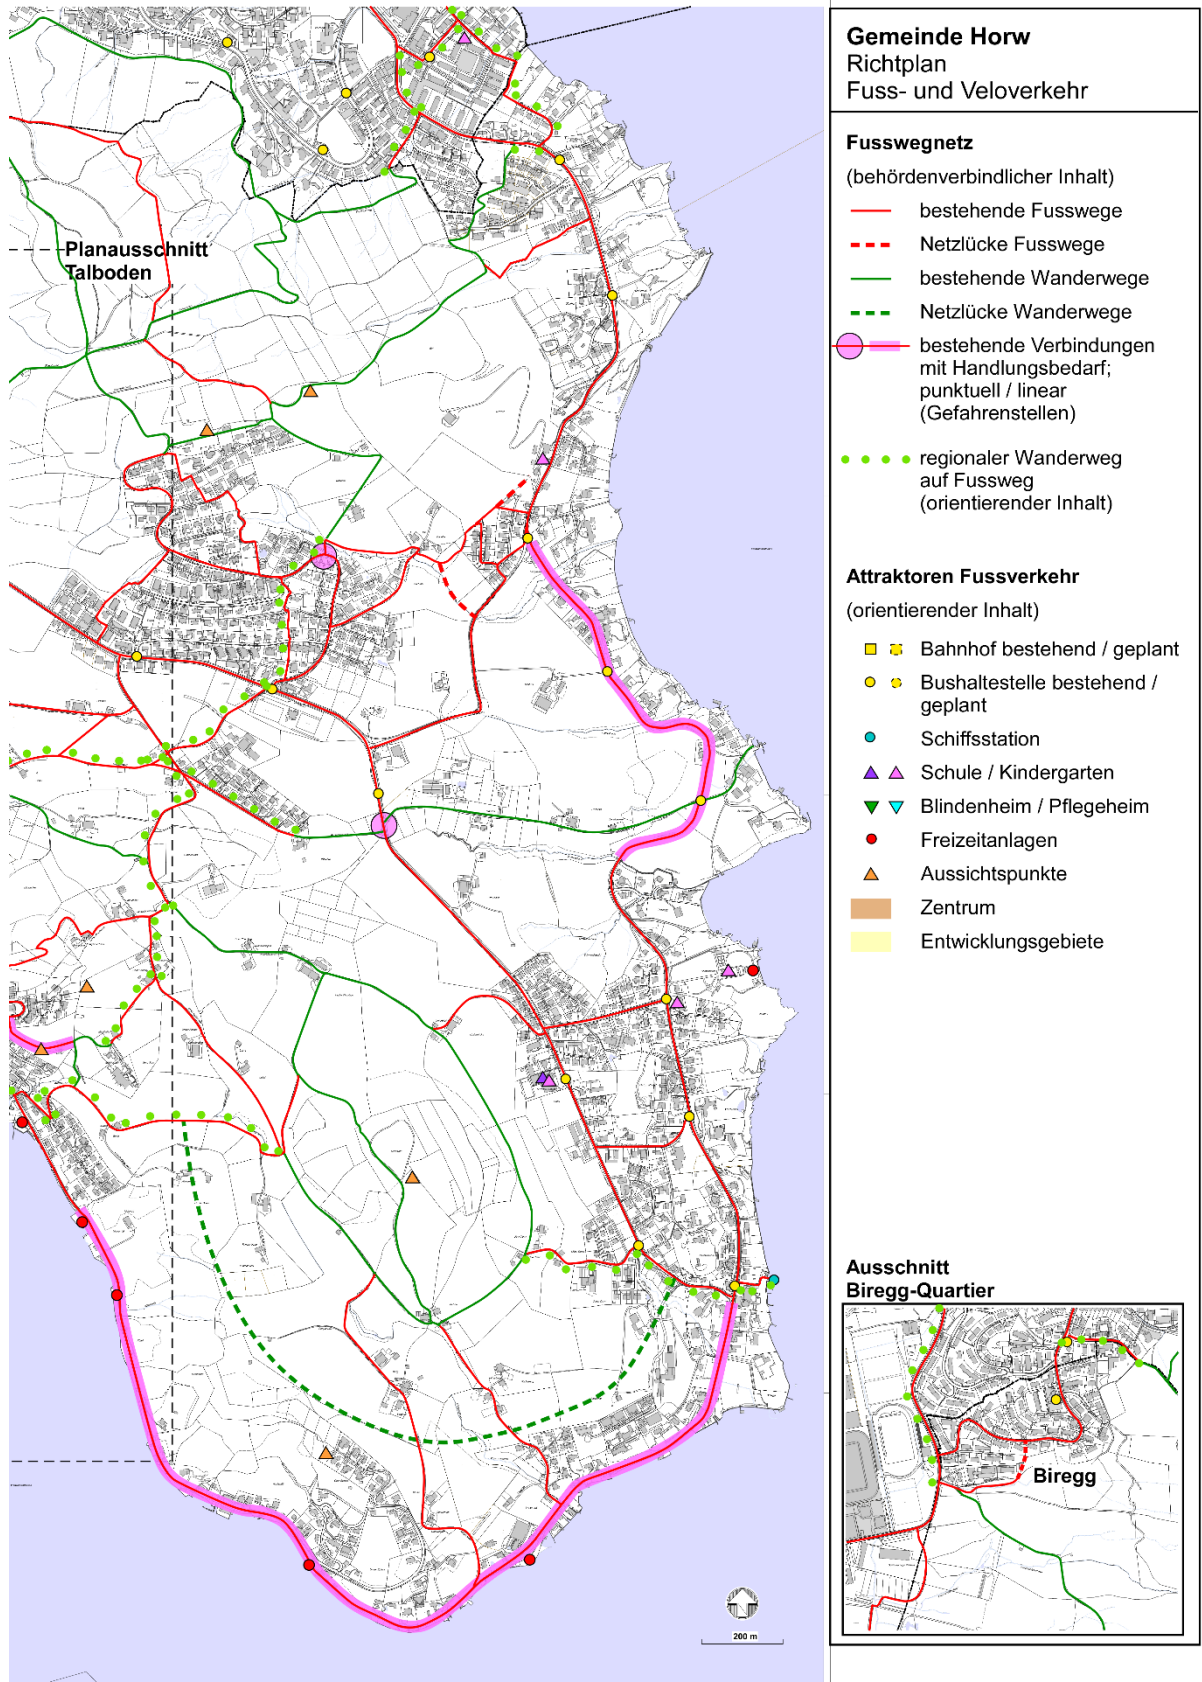 Planausschnitt
Talboden
200 m
Gemeinde Horw
Richtplan
Fuss- und Veloverkehr
Fusswegnetz
(behördenverbindlicher Inhalt)
bestehende Fusswege
Netzlücke Fusswege
bestehende Wanderwege
Netzlücke Wanderwege
bestehende Verbindungen
mit Handlungsbedarf;
punktuell / linear
(Gefahrenstellen)
regionaler Wanderweg
auf Fussweg
(orientierender Inhalt)
Attraktoren Fussverkehr
(orientierender Inhalt)
Bahnhof bestehend / geplant
Bushaltestelle bestehend /
geplant
Schiffsstation
Schule / Kindergarten
Blindenheim / Pflegeheim
Freizeitanlagen
Aussichtspunkte
Zentrum
Entwicklungsgebiete
Ausschnitt
Biregg-Quartier
Biregg